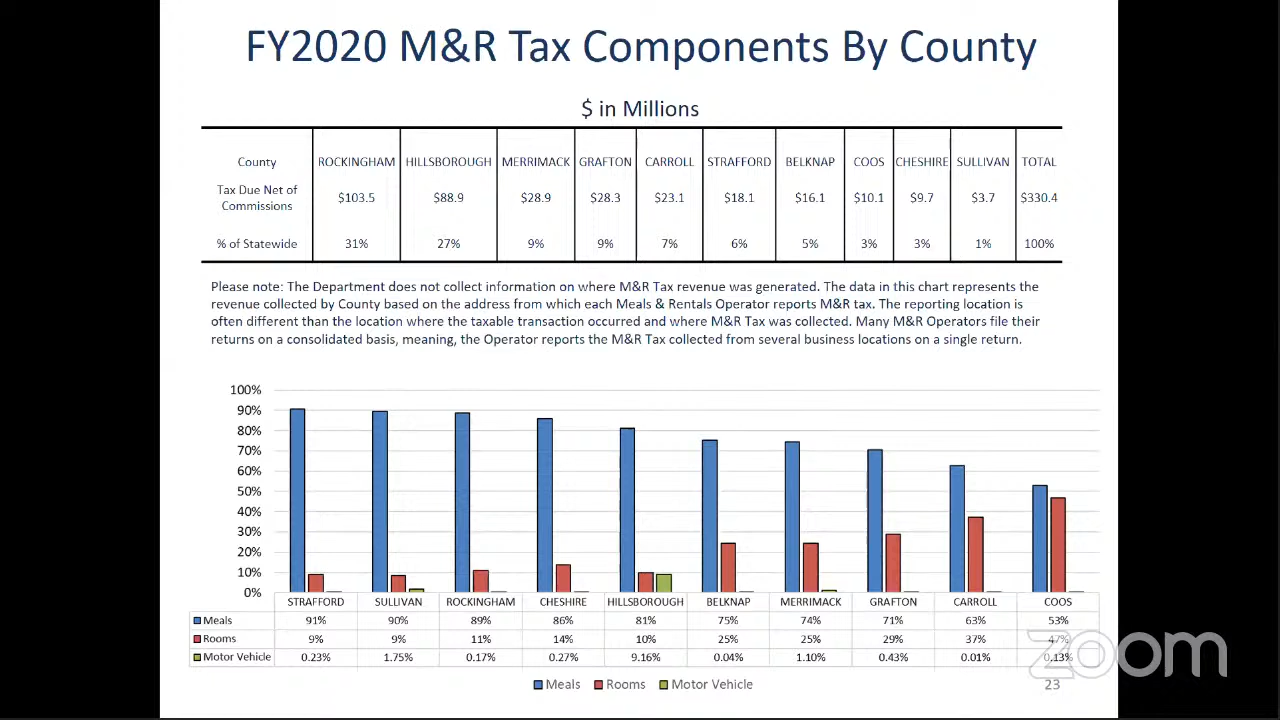 FY2020 M&R Tax Components By County
$ in Millions
County ROCKINGHAM HILLSBOROUGH MERRIMACK GRAFTON CARROLL STRAFFORD BELKNAP COOS CHESHIRE SULLIVAN TOTAL
Tax Due Net of Commissions $103.5 $88.9 $28.9 $28.3 $23.1 $18.1 $16.1 $10.1 $9.7 $3.7 $330.4
% of Statewide 31% 27% 9% 9% 7% 6% 5% 3% 3% 1% 100%
Please note: The Department does not collect information on where M&R Tax revenue was generated. The data in this chart represents the
revenue collected by County based on the address from which each Meals & Rentals Operator reports M&R tax. The reporting location is
often different than the location where the taxable transaction occurred and where M&R Tax was collected. Many M&R Operators file their
returns on a consolidated basis, meaning, the Operator reports the M&R Tax collected from several business locations on a single return.
100%
90%
80%
70%
60%
50%
40%
30%
20%
10%
0%
STRAFFORD SULLIVAN ROCKINGHAM CHESHIRE HILLSBOROUGH BELKNAP MERRIMACK GRAFTON CARROLL COOS
Meals 91% 90% 89% 86% 81% 75% 74% 71% 63% 53%
Rooms 9% 9% 11% 14% 10% 25% 25% 29% 37% 47%
Motor Vehicle 0.23% 1.75% 0.17% 0.27% 9.16% 0.04% 1.10% 0.43% 0.01% 0.13%
Meals Rooms Motor Vehicle
23
zoom